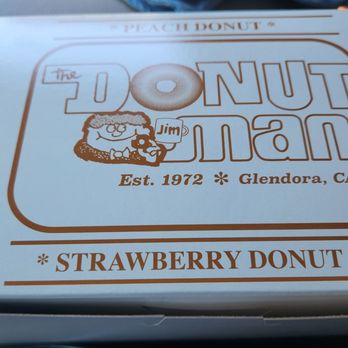 * PEACH DONUT *
the
DONUT
man
Jim
Est. 1972 * Glendora, CA
* STRAWBERRY DONUT